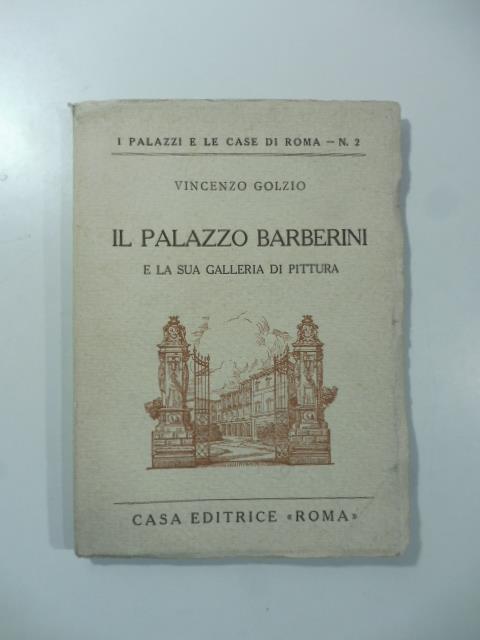 I PALAZZI E LE CASE DI ROMA — N. 2
VINCENZO GOLZIO
IL PALAZZO BARBERINI
E LA SUA GALLERIA DI PITTURA
CASA EDITRICE «ROMA»